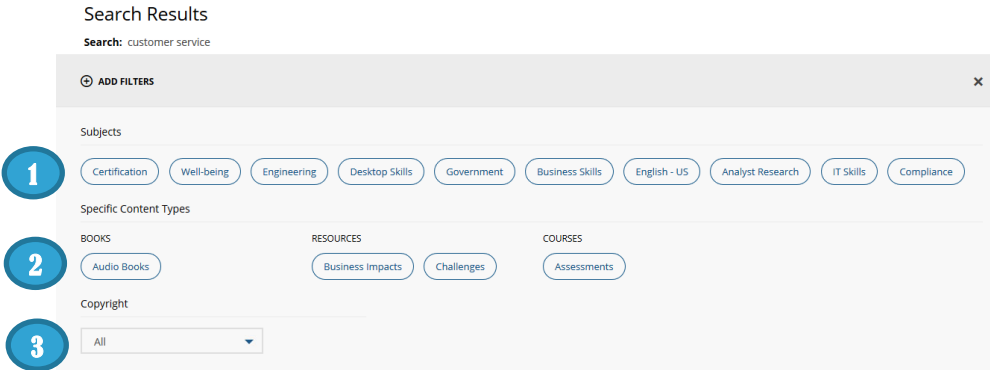 Search Results
Search: customer service
ADD FILTERS
Subjects
1
Certification Well-being Engineering Desktop Skills Government Business Skills English - US Analyst Research IT Skills Compliance
Specific Content Types
BOOKS RESOURCES COURSES
2
Audio Books Business Impacts Challenges Assessments
Copyright
3
All